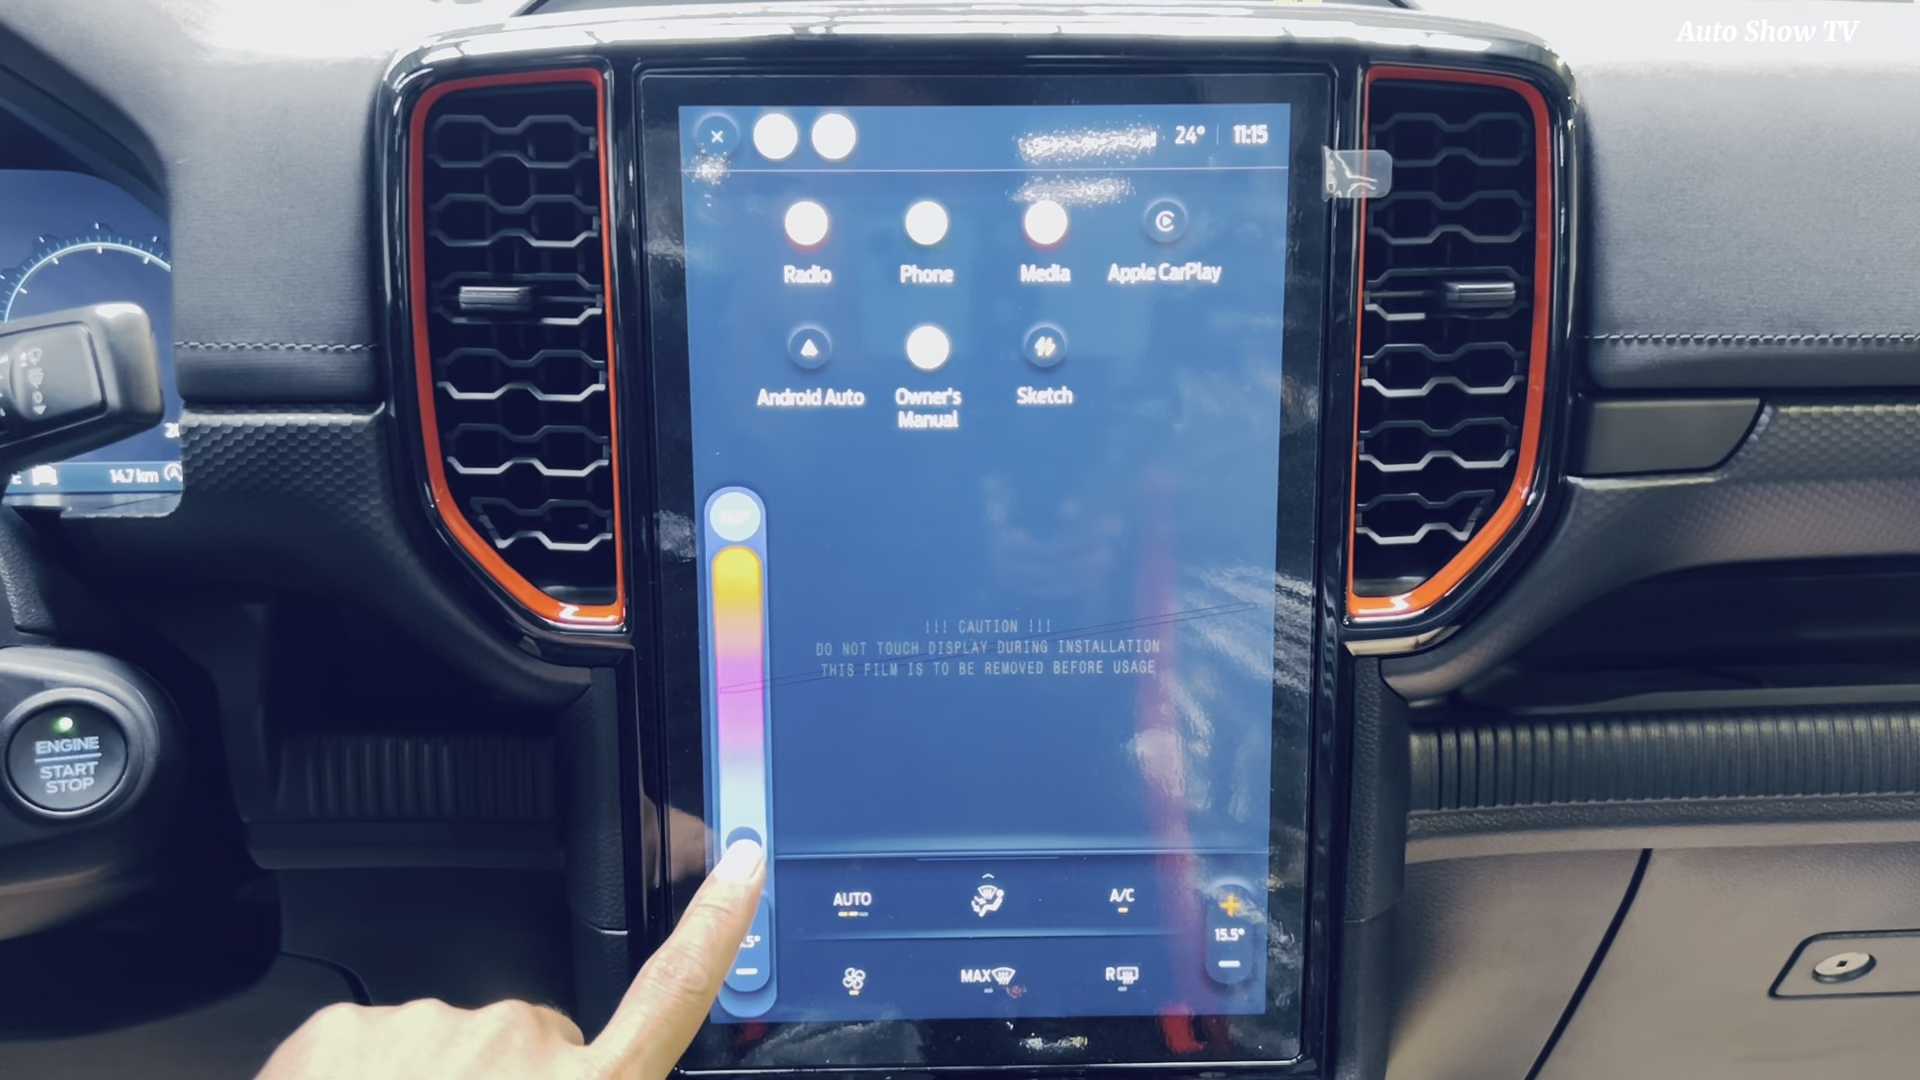 Auto Show TV
24° 11:15
Radio Phone Media Apple CarPlay
Android Auto Owner's Manual Sketch
!!! CAUTION !!!
DO NOT TOUCH DISPLAY DURING INSTALLATION
THIS FILM IS TO BE REMOVED BEFORE USAGE
14.7 km
ENGINE
START
STOP
AUTO A/C
.5° 15.5°
MAX R